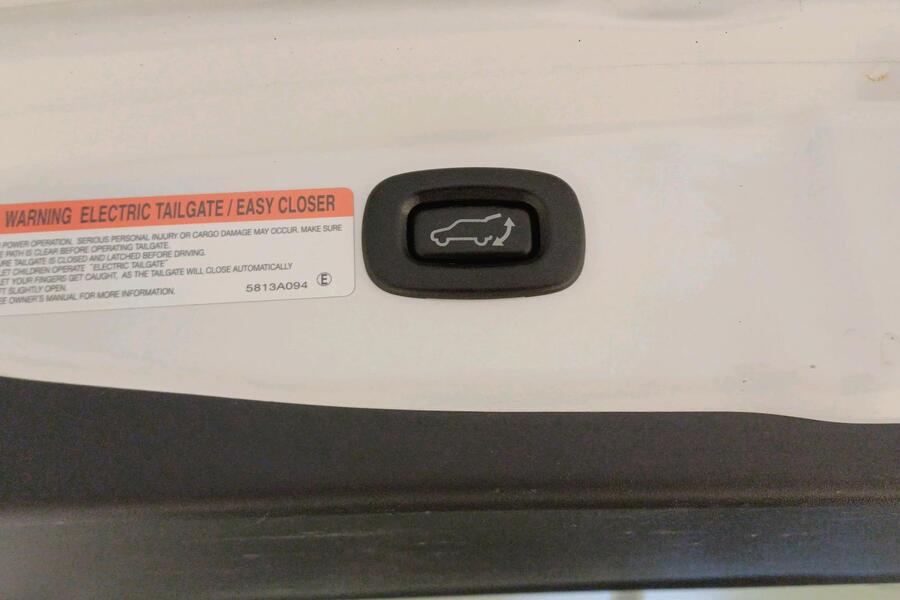 WARNING ELECTRIC TAILGATE / EASY CLOSER
POWER OPERATION, SERIOUS PERSONAL INJURY OR CARGO DAMAGE MAY OCCUR. MAKE SURE
PATH IS CLEAR BEFORE OPERATING TAILGATE.
TAILGATE IS CLOSED AND LATCHED BEFORE DRIVING.
LET CHILDREN OPERATE "ELECTRIC TAILGATE"
LET YOUR FINGERS GET CAUGHT, AS THE TAILGATE WILL CLOSE AUTOMATICALLY
SLIGHTLY OPEN.
OWNER'S MANUAL FOR MORE INFORMATION.
5813A094 E